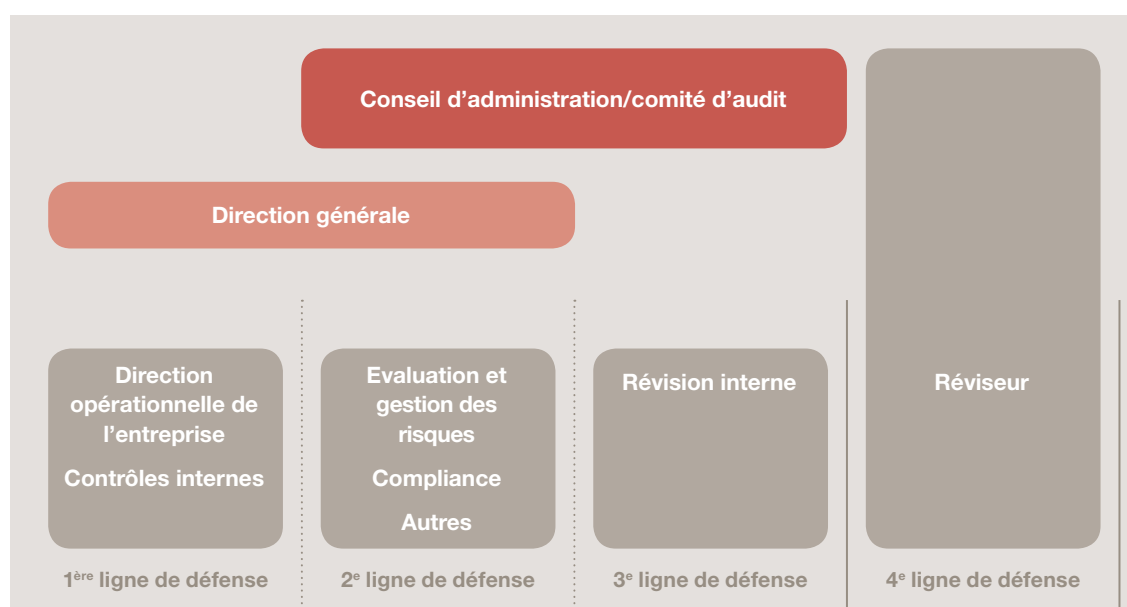 Conseil d’administration/comité d’audit
Direction générale
Direction
opérationnelle de
l’entreprise
Contrôles internes
Evaluation et
gestion des
risques
Compliance
Autres
Révision interne
Réviseur
1ère ligne de défense
2e ligne de défense
3e ligne de défense
4e ligne de défense